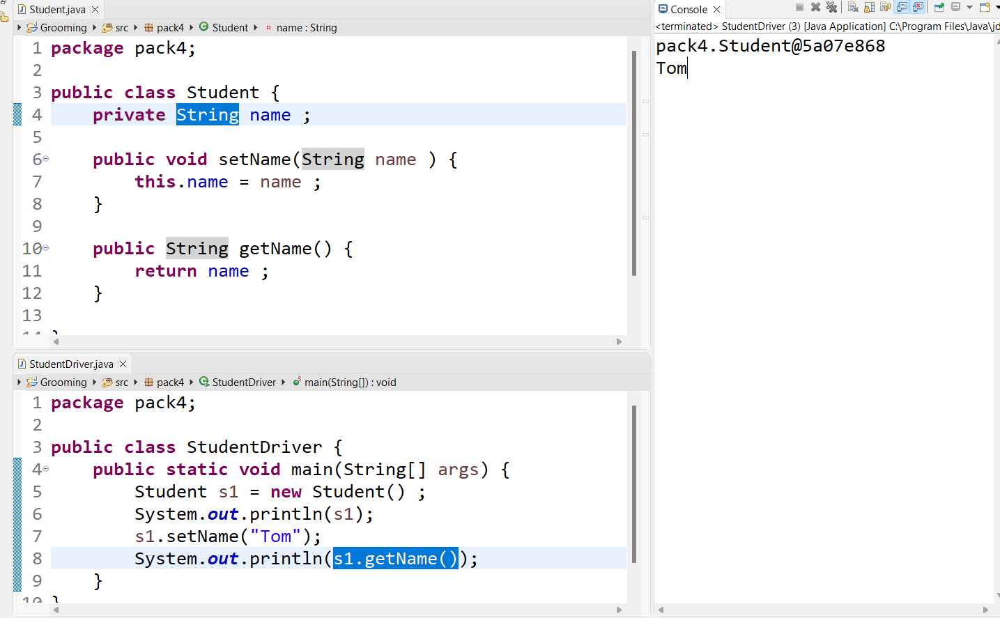 Student.java
Grooming src pack4 Student name : String
1 package pack4;
2
3 public class Student {
4 private String name ;
5
6 public void setName(String name ) {
7 this.name = name ;
8 }
9
10 public String getName() {
11 return name ;
12 }
13
14 }
StudentDriver.java
Grooming src pack4 StudentDriver main(String[]) : void
1 package pack4;
2
3 public class StudentDriver {
4 public static void main(String[] args) {
5 Student s1 = new Student() ;
6 System.out.println(s1);
7 s1.setName("Tom");
8 System.out.println(s1.getName());
9 }
10 }
Console
<terminated> StudentDriver (3) [Java Application] C:\Program Files\Java\jd
pack4.Student@5a07e868
Tom